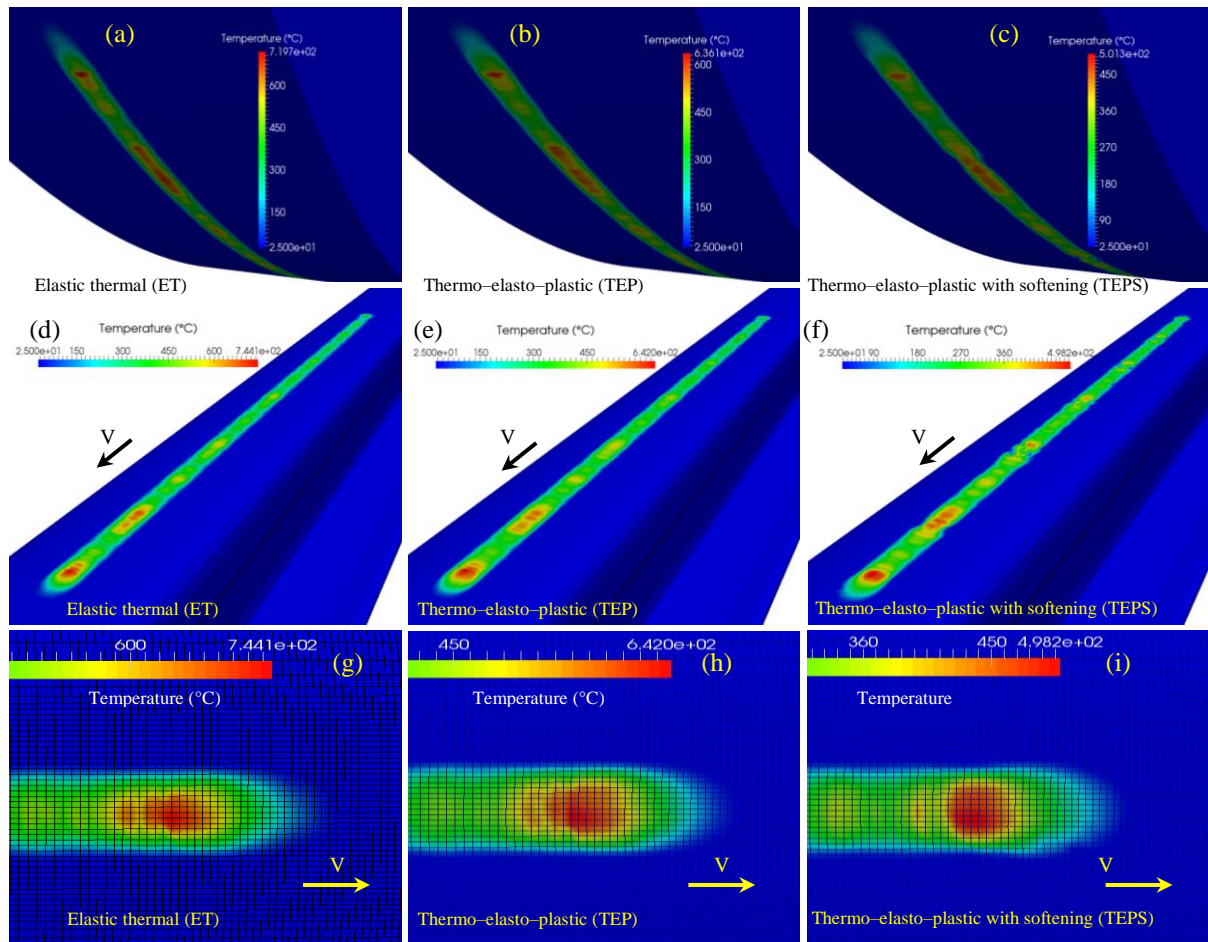 (a)
Temperature (°C)
7.197e+02
600
450
300
150
2.500e+01
Elastic thermal (ET)
(b)
Temperature (°C)
6.361e+02
600
450
300
150
2.500e+01
Thermo–elasto–plastic (TEP)
(c)
Temperature (°C)
5.013e+02
450
360
270
180
90
2.500e+01
Thermo–elasto–plastic with softening (TEPS)
(d)
Temperature (°C)
2.500e+01 150 300 450 600 7.441e+02
V
Elastic thermal (ET)
(e)
Temperature (°C)
2.500e+01 150 300 450 6.420e+02
V
Thermo–elasto–plastic (TEP)
(f)
Temperature (°C)
2.500e+01 90 180 270 360 4.982e+02
V
Thermo–elasto–plastic with softening (TEPS)
600 7.441e+02
(g)
Temperature (°C)
V
Elastic thermal (ET)
450 6.420e+02
(h)
Temperature (°C)
V
Thermo–elasto–plastic (TEP)
360 450 4.982e+02
(i)
Temperature
V
Thermo–elasto–plastic with softening (TEPS)